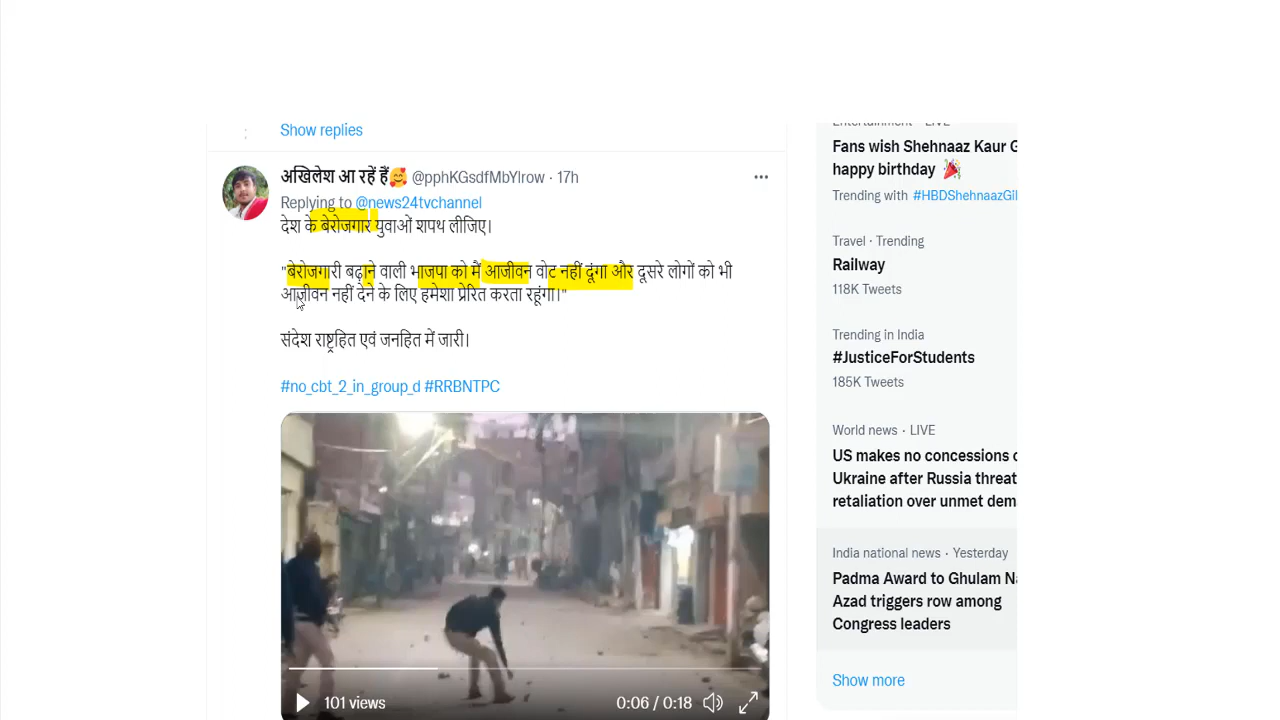 Show replies
अखिलेश आ रहें हैं🥰 @pphKGsdfMbYlrow · 17h
Replying to @news24tvchannel
देश के बेरोजगार युवाओं शपथ लीजिए।
"बेरोजगारी बढ़ाने वाली भाजपा को मैं आजीवन वोट नहीं दूंगा और दूसरे लोगों को भी
आजीवन नहीं देने के लिए हमेशा प्रेरित करता रहूंगा।"
संदेश राष्ट्रहित एवं जनहित में जारी।
#no_cbt_2_in_group_d #RRBNTPC
101 views
0:06 / 0:18
Entertainment · LIVE
Fans wish Shehnaaz Kaur G
happy birthday 🎉
Trending with #HBDShehnaazGil
Travel · Trending
Railway
118K Tweets
Trending in India
#JusticeForStudents
185K Tweets
World news · LIVE
US makes no concessions
Ukraine after Russia threat
retaliation over unmet dem
India national news · Yesterday
Padma Award to Ghulam N
Azad triggers row among
Congress leaders
Show more